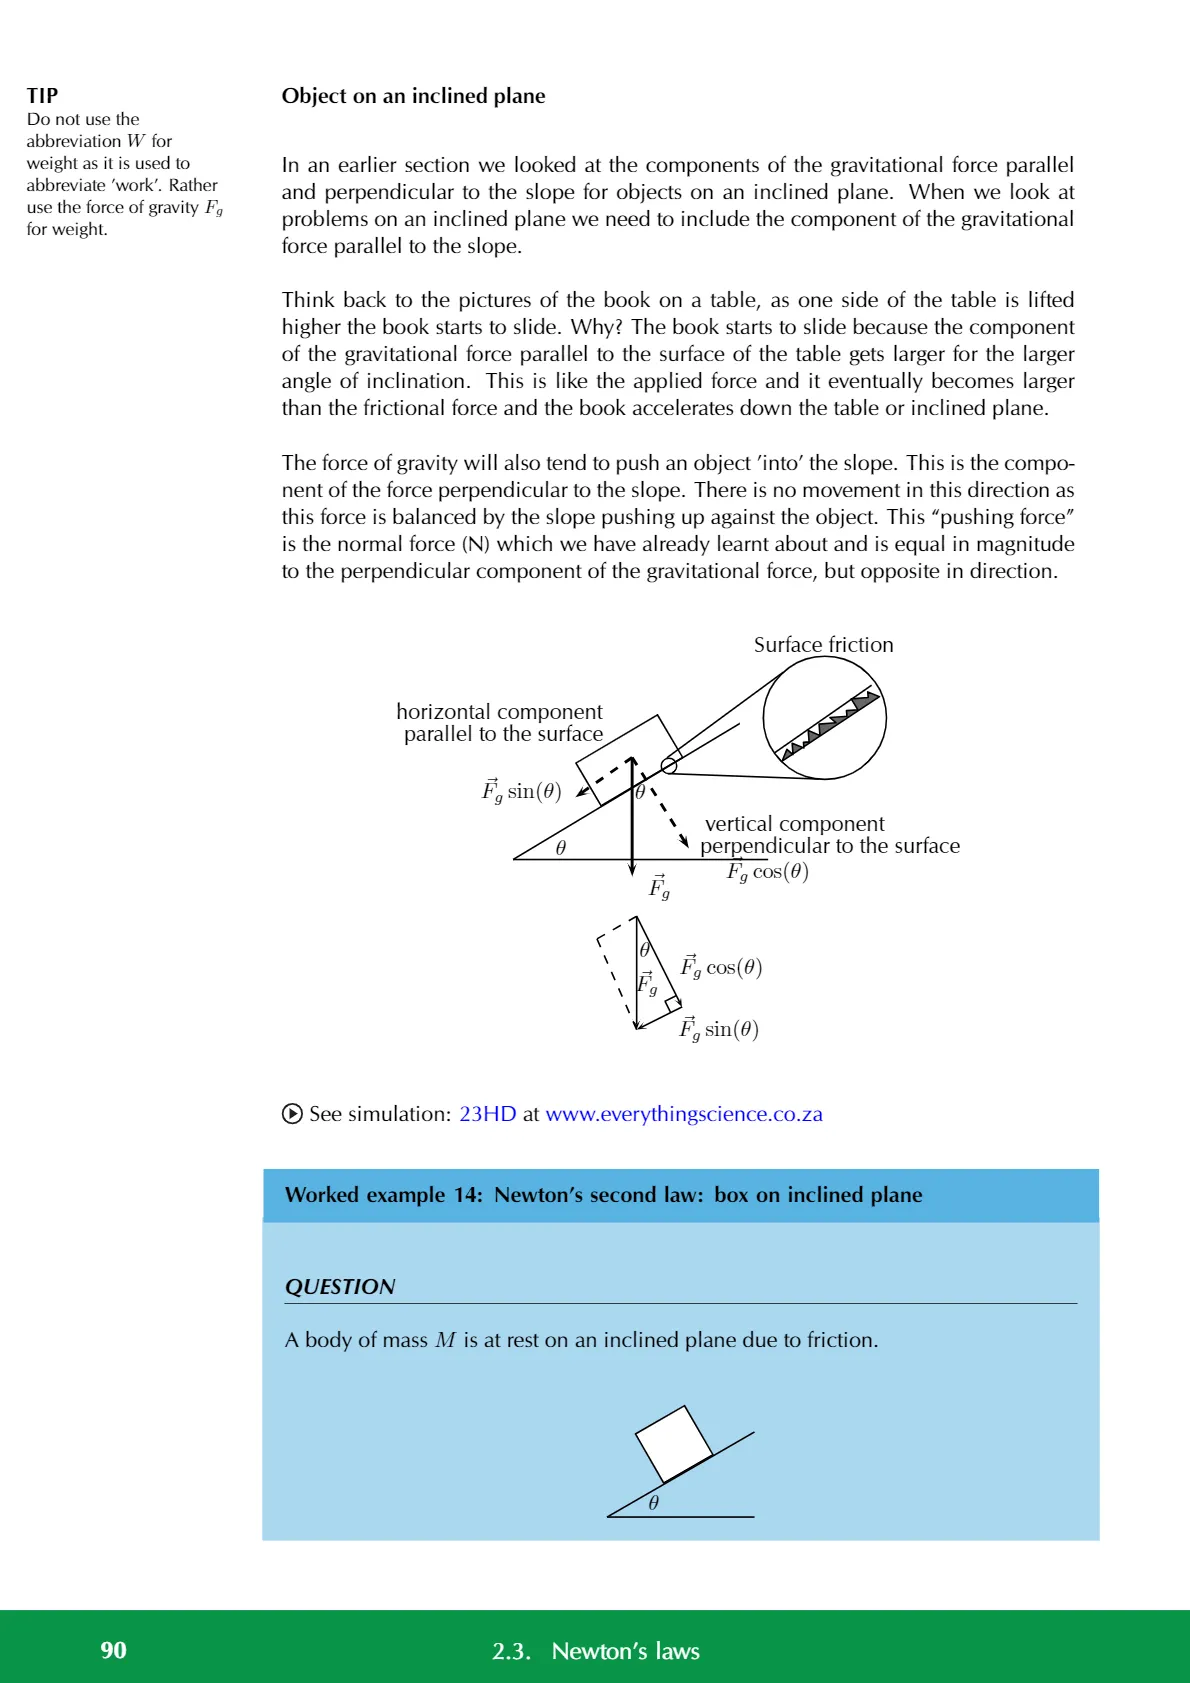 TIP
Do not use the
abbreviation W for
weight as it is used to
abbreviate ’work’. Rather
use the force of gravity F_g
for weight.
Object on an inclined plane
In an earlier section we looked at the components of the gravitational force parallel
and perpendicular to the slope for objects on an inclined plane. When we look at
problems on an inclined plane we need to include the component of the gravitational
force parallel to the slope.
Think back to the pictures of the book on a table, as one side of the table is lifted
higher the book starts to slide. Why? The book starts to slide because the component
of the gravitational force parallel to the surface of the table gets larger for the larger
angle of inclination. This is like the applied force and it eventually becomes larger
than the frictional force and the book accelerates down the table or inclined plane.
The force of gravity will also tend to push an object ’into’ the slope. This is the compo-
nent of the force perpendicular to the slope. There is no movement in this direction as
this force is balanced by the slope pushing up against the object. This “pushing force”
is the normal force (N) which we have already learnt about and is equal in magnitude
to the perpendicular component of the gravitational force, but opposite in direction.
Surface friction
horizontal component
parallel to the surface
F⃗_g sin(θ)
θ
vertical component
perpendicular to the surface
F⃗_g cos(θ)
θ
F⃗_g
θ
F⃗_g cos(θ)
F⃗_g
F⃗_g sin(θ)
See simulation: 23HD at www.everythingscience.co.za
Worked example 14: Newton’s second law: box on inclined plane
QUESTION
A body of mass M is at rest on an inclined plane due to friction.
θ
90
2.3. Newton’s laws